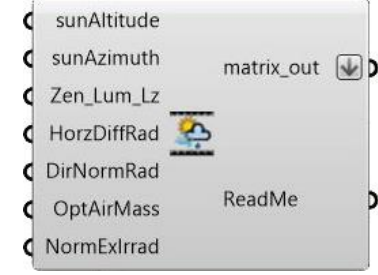 sunAltitude
sunAzimuth
Zen_Lum_Lz
HorzDiffRad
DirNormRad
OptAirMass
NormExIrrad
matrix_out
ReadMe